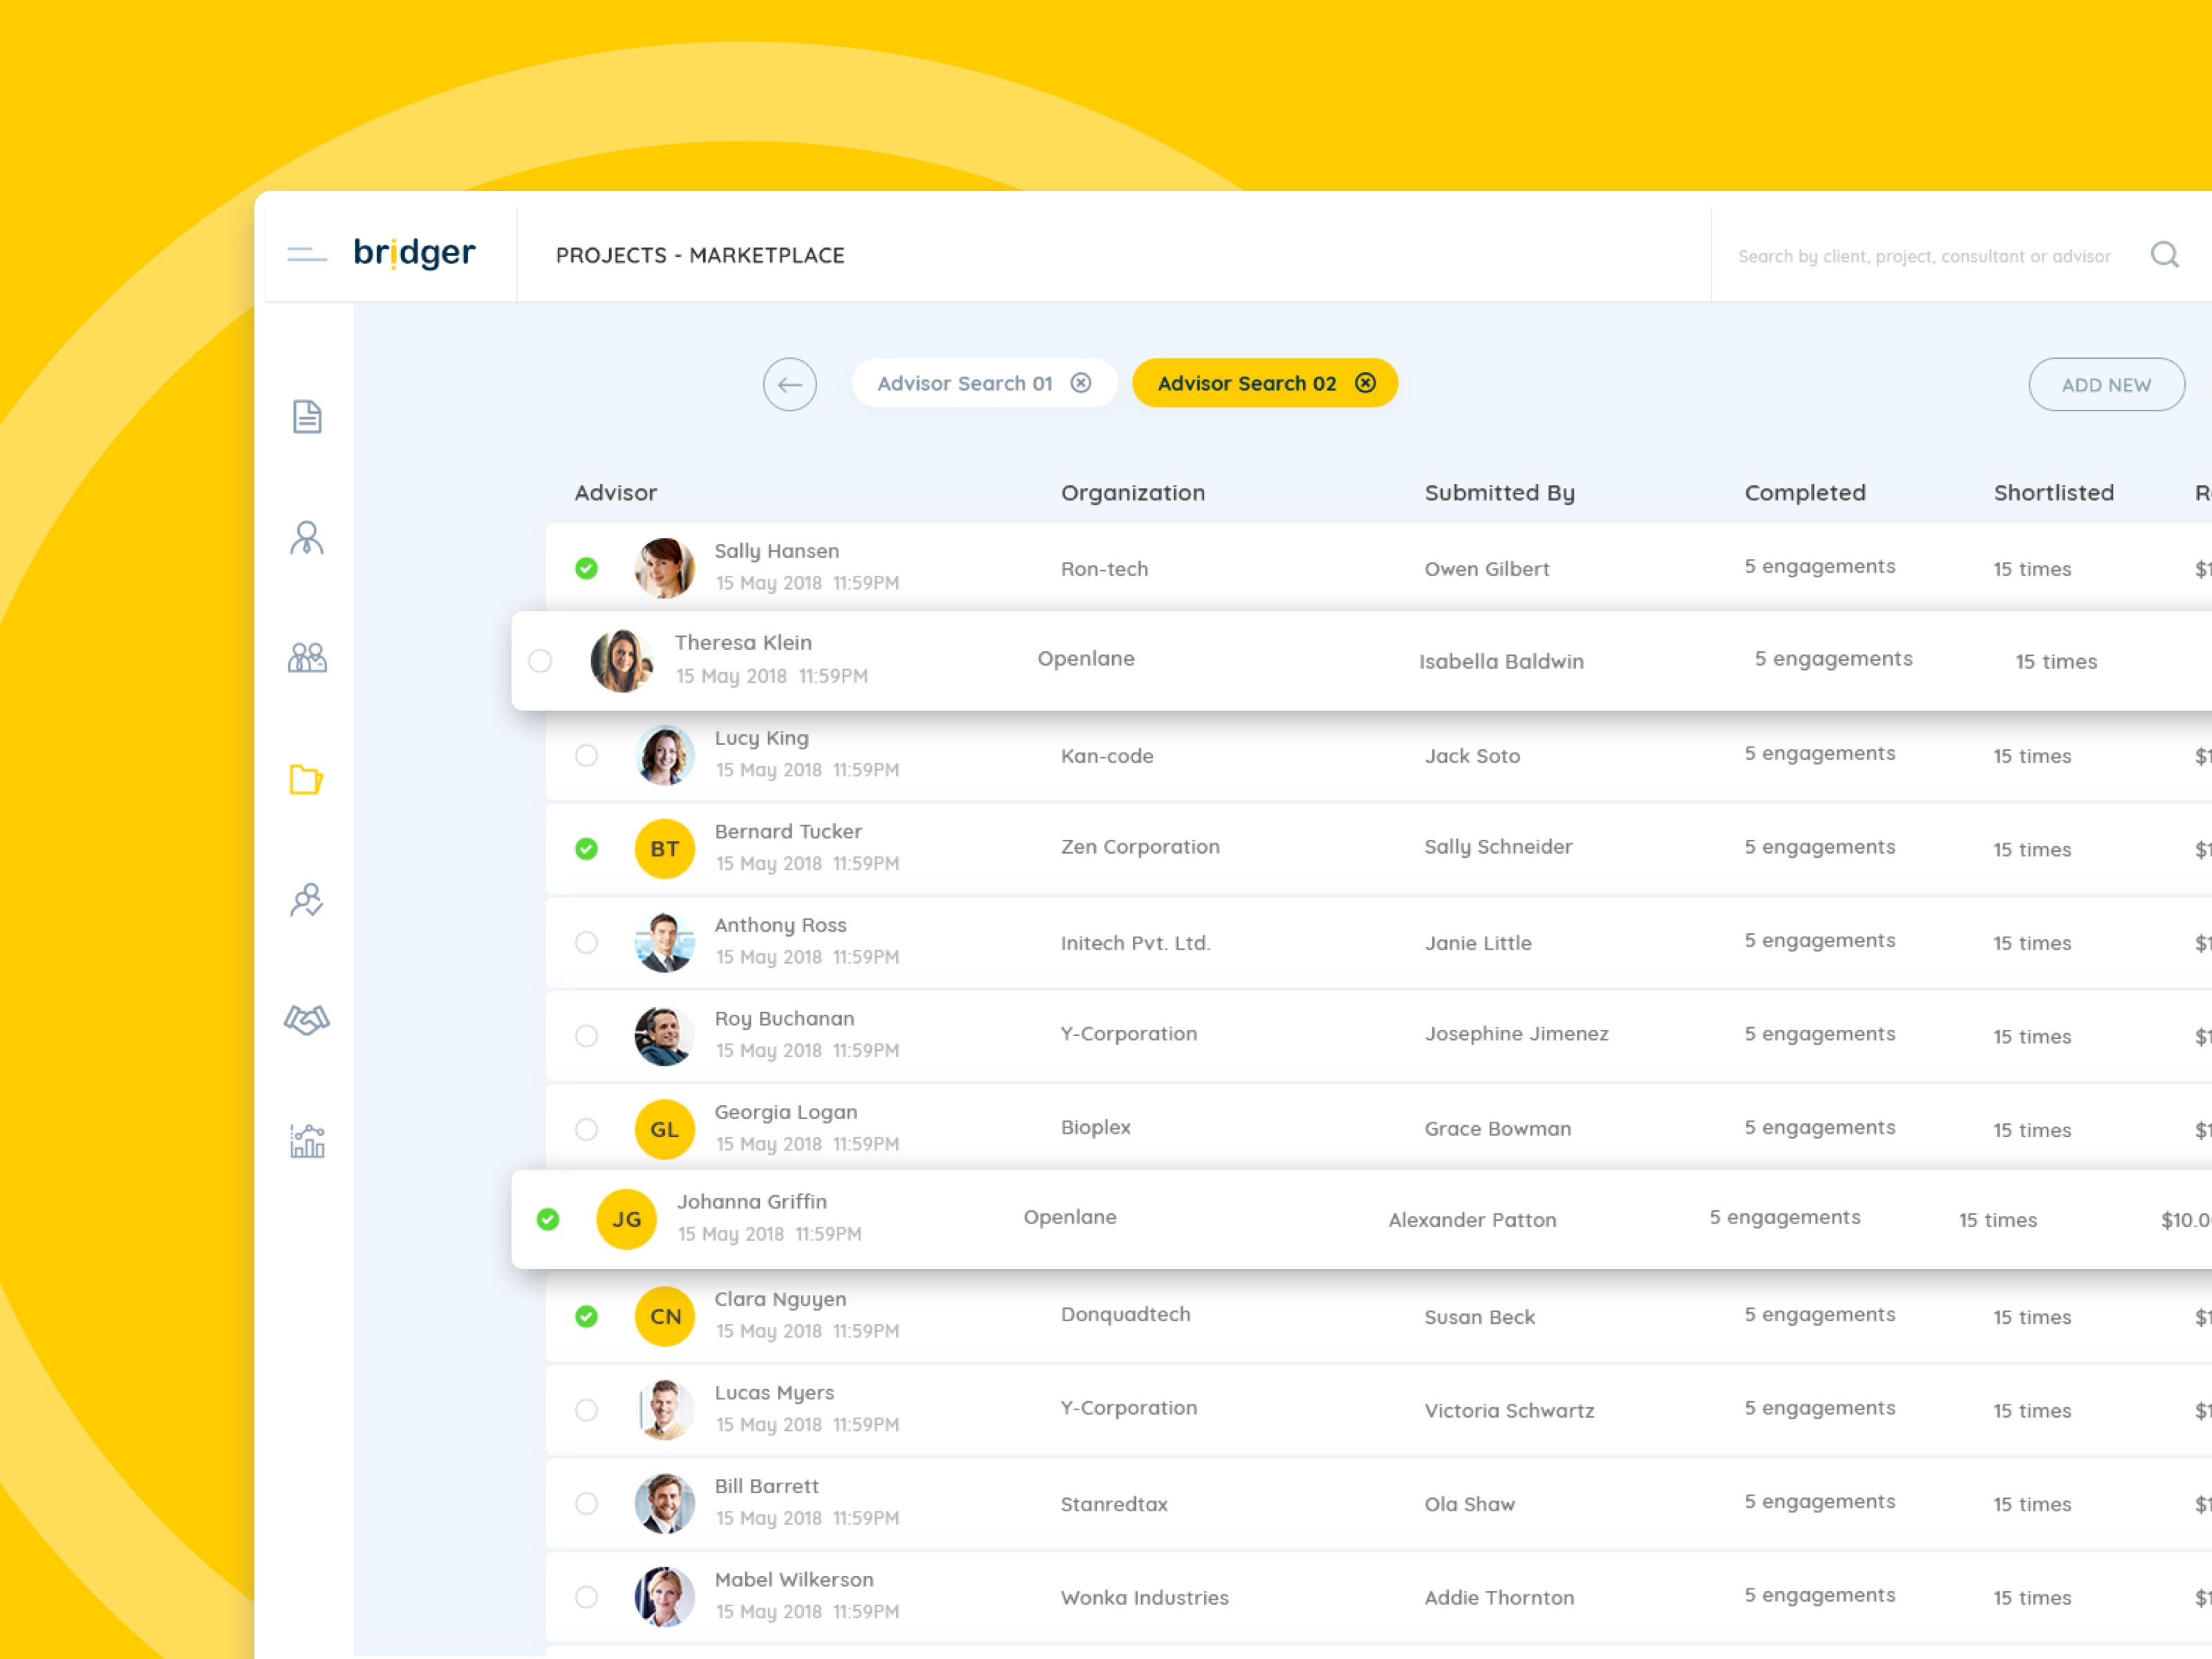 bridger
PROJECTS - MARKETPLACE
Search by client, project, consultant or advisor
Advisor Search 01
Advisor Search 02
ADD NEW
Advisor Organization Submitted By Completed Shortlisted
Sally Hansen
15 May 2018 11:59PM
Ron-tech Owen Gilbert 5 engagements 15 times
Theresa Klein
15 May 2018 11:59PM
Openlane Isabella Baldwin 5 engagements 15 times
Lucy King
15 May 2018 11:59PM
Kan-code Jack Soto 5 engagements 15 times
BT
Bernard Tucker
15 May 2018 11:59PM
Zen Corporation Sally Schneider 5 engagements 15 times
Anthony Ross
15 May 2018 11:59PM
Initech Pvt. Ltd. Janie Little 5 engagements 15 times
Roy Buchanan
15 May 2018 11:59PM
Y-Corporation Josephine Jimenez 5 engagements 15 times
GL
Georgia Logan
15 May 2018 11:59PM
Bioplex Grace Bowman 5 engagements 15 times
JG
Johanna Griffin
15 May 2018 11:59PM
Openlane Alexander Patton 5 engagements 15 times $10.0
CN
Clara Nguyen
15 May 2018 11:59PM
Donquadtech Susan Beck 5 engagements 15 times
Lucas Myers
15 May 2018 11:59PM
Y-Corporation Victoria Schwartz 5 engagements 15 times
Bill Barrett
15 May 2018 11:59PM
Stanredtax Ola Shaw 5 engagements 15 times
Mabel Wilkerson
15 May 2018 11:59PM
Wonka Industries Addie Thornton 5 engagements 15 times